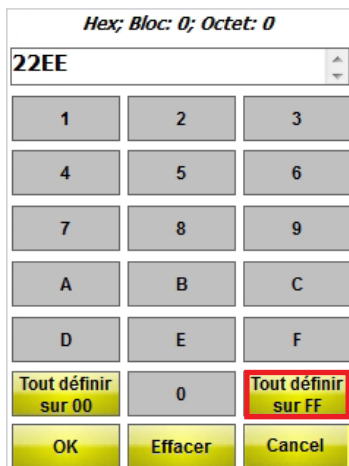 Hex; Bloc: 0; Octet: 0
22EE
1 2 3
4 5 6
7 8 9
A B C
D E F
Tout définir sur 00 0 Tout définir sur FF
OK Effacer Cancel